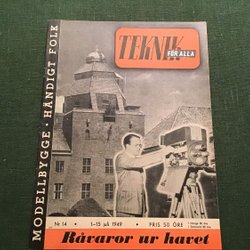 TEKNIK
FÖR ALLA
MODELLBYGGE · HÄNDIGT FOLK
Nr 14
1—15 juli 1949
PRIS 50 ÖRE
Råvaror ur havet